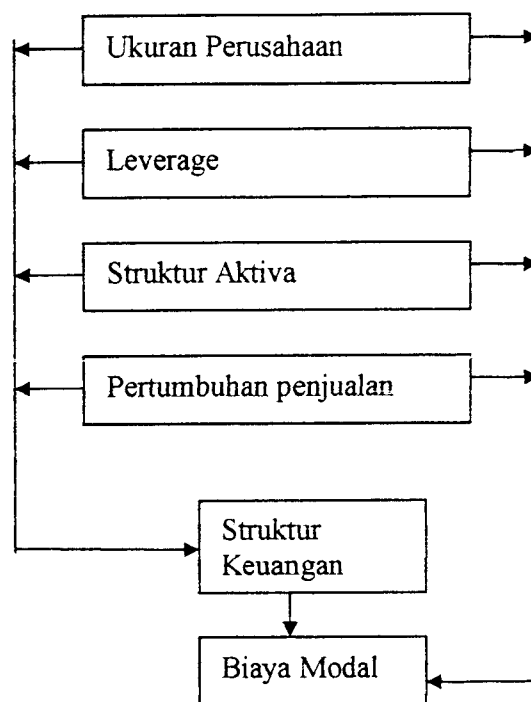 Ukuran Perusahaan
Leverage
Struktur Aktiva
Pertumbuhan penjualan
Struktur
Keuangan
Biaya Modal